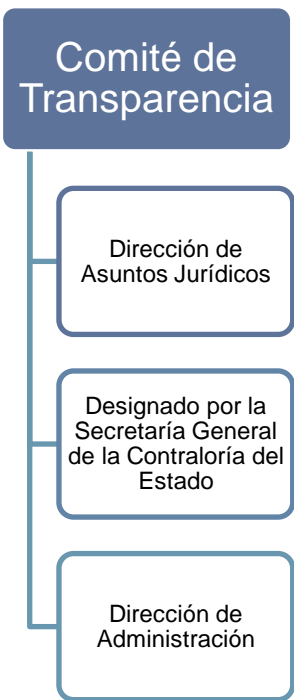 Comité de
Transparencia
Dirección de
Asuntos Jurídicos
Designado por la
Secretaría General
de la Contraloría del
Estado
Dirección de
Administración